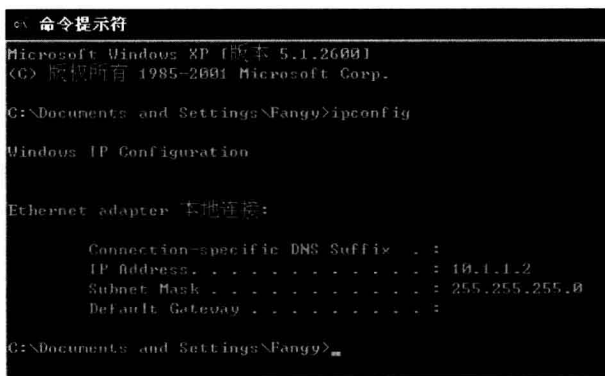 命令提示符
Microsoft Windows XP [版本 5.1.2600]
(C) 版权所有 1985-2001 Microsoft Corp.
C:\Documents and Settings\Fangy>ipconfig
Windows IP Configuration
Ethernet adapter 本地连接:
Connection-specific DNS Suffix . :
IP Address. . . . . . . . . . . . : 10.1.1.2
Subnet Mask . . . . . . . . . . . : 255.255.255.0
Default Gateway . . . . . . . . . :
C:\Documents and Settings\Fangy>_